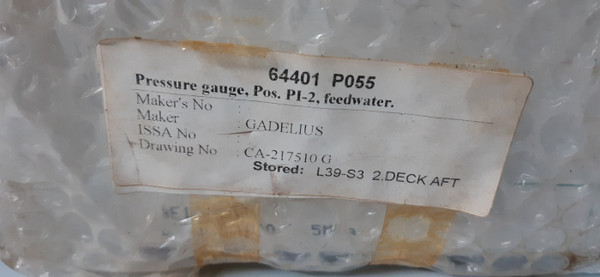 64401 P055
Pressure gauge, Pos. PI-2, feedwater.
Maker's No :
Maker : GADELIUS
ISSA No :
Drawing No : CA-217510 G
Stored: L39-S3 2.DECK AFT